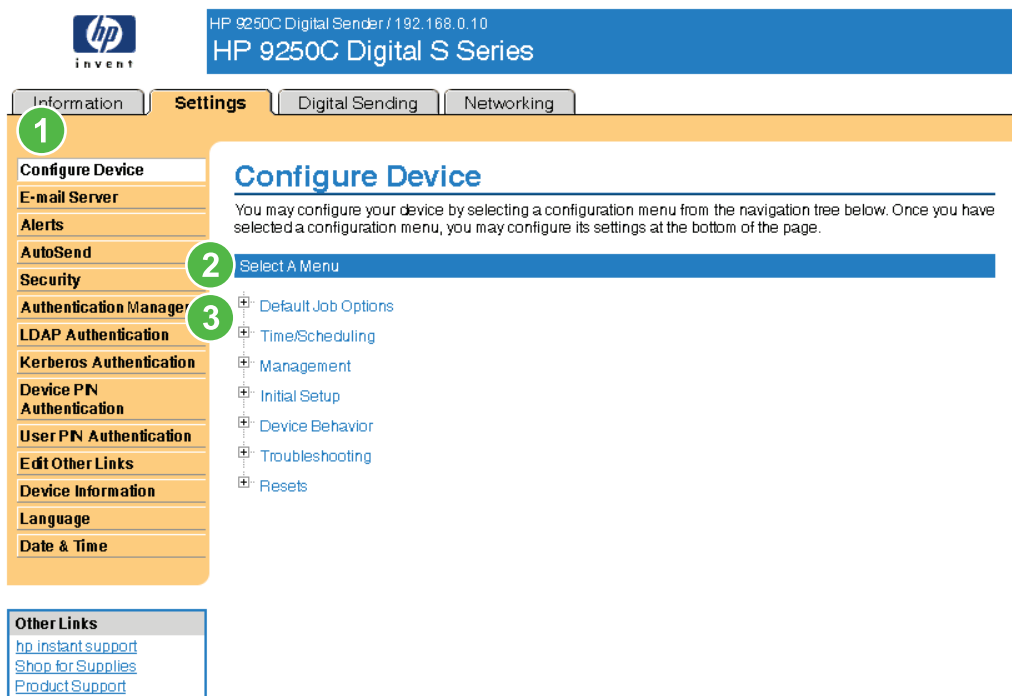 hp
invent
HP 9250C Digital Sender / 192.168.0.10
HP 9250C Digital S Series
Information
Settings
Digital Sending
Networking
1
Configure Device
E-mail Server
Alerts
AutoSend
Security
Authentication Manager
LDAP Authentication
Kerberos Authentication
Device PIN
Authentication
User PIN Authentication
Edit Other Links
Device Information
Language
Date & Time
Other Links
hp instant support
Shop for Supplies
Product Support
Configure Device
You may configure your device by selecting a configuration menu from the navigation tree below. Once you have
selected a configuration menu, you may configure its settings at the bottom of the page.
2
Select A Menu
3
Default Job Options
Time/Scheduling
Management
Initial Setup
Device Behavior
Troubleshooting
Resets